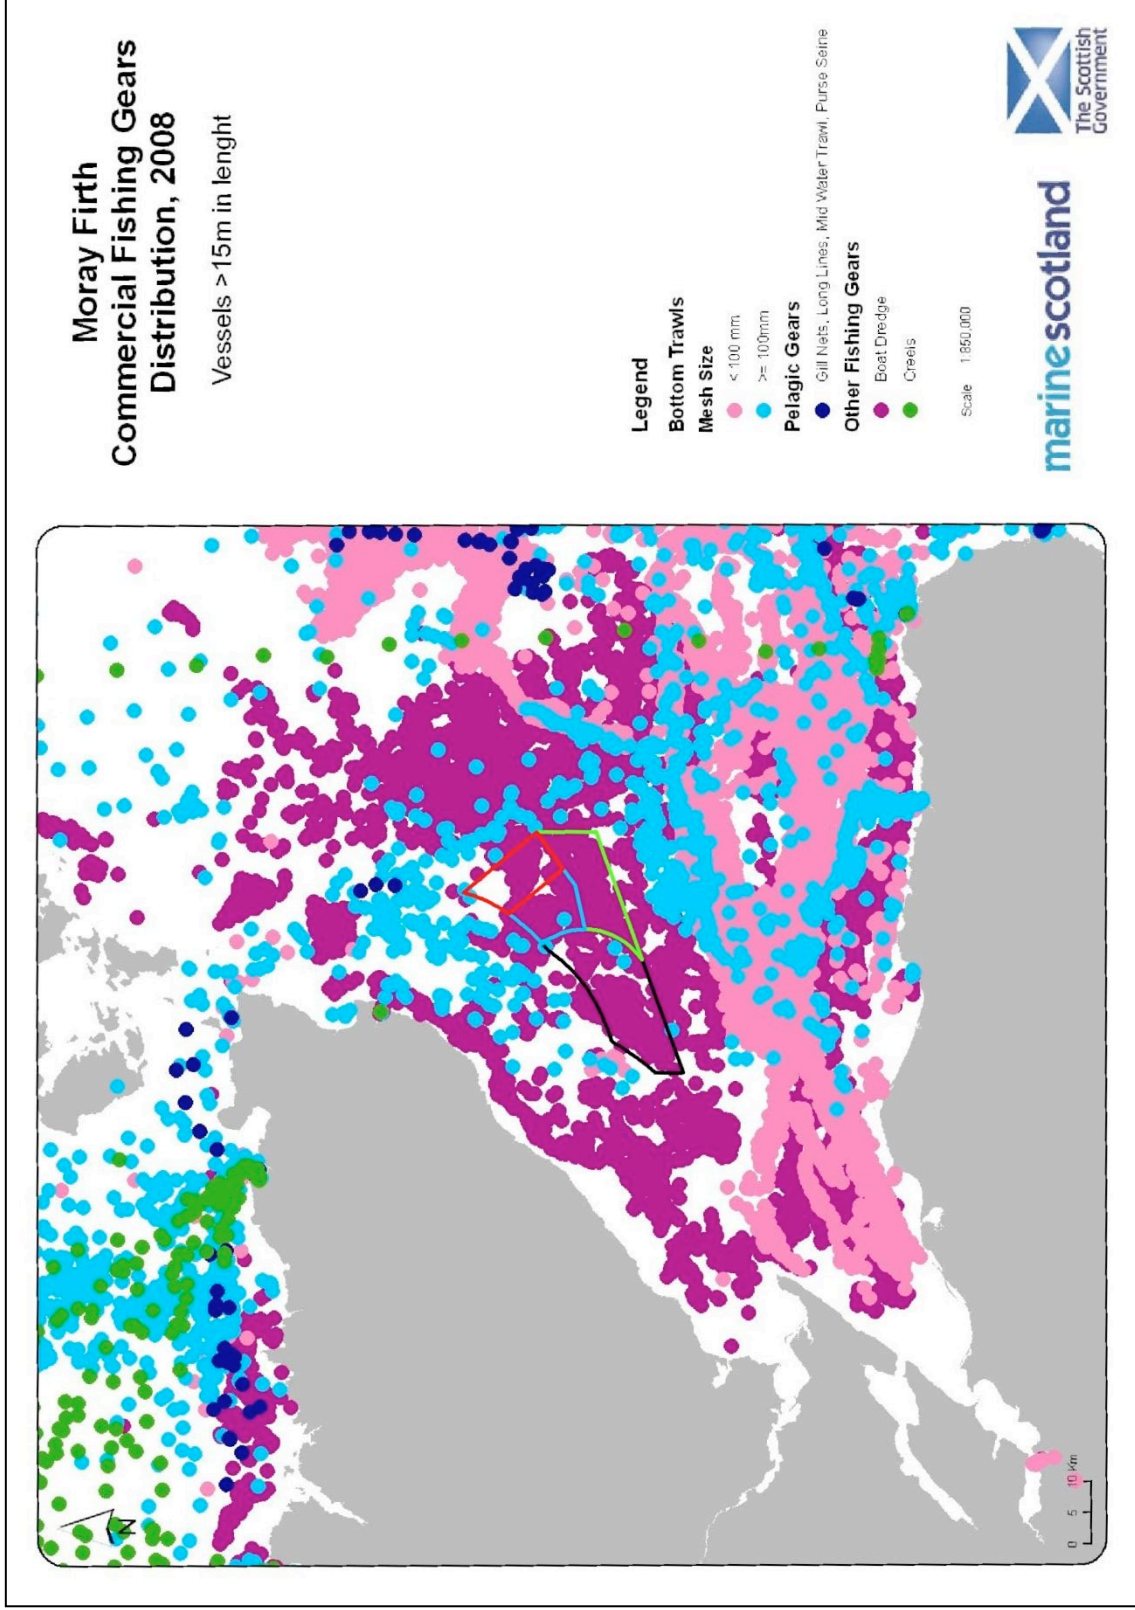 Moray Firth
Commercial Fishing Gears
Distribution, 2008
Vessels >15m in lenght
Legend
Bottom Trawls
Mesh Size
< 100 mm
>= 100mm
Pelagic Gears
Gill Nets, Long Lines, Mid Water Trawl, Purse Seine
Other Fishing Gears
Boat Dredge
Creels
Scale 1:850,000
marinescotland
The Scottish
Government
N
0 5 10 Km